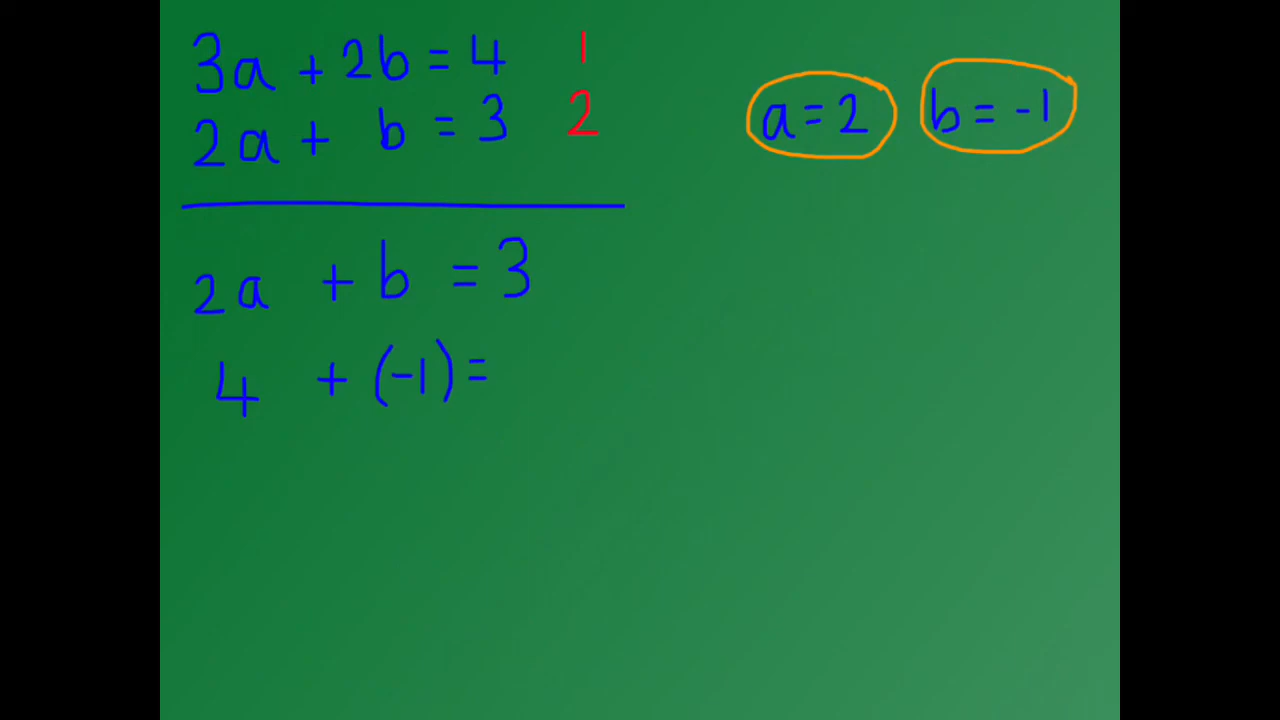 3a + 2b = 4 1
2a + b = 3 2
a = 2 b = -1
2a + b = 3
4 + (-1) =